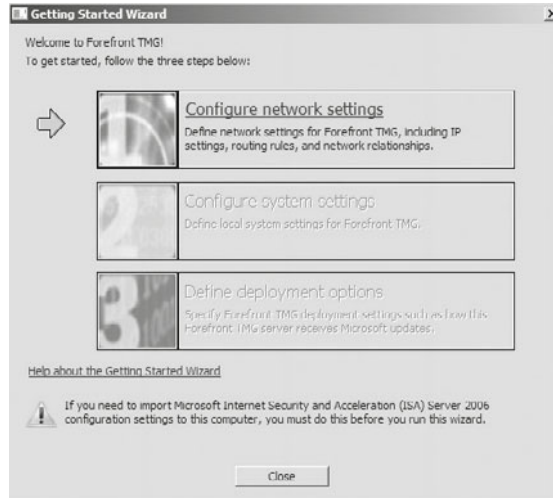 Getting Started Wizard
Welcome to Forefront TMG!
To get started, follow the three steps below:
Configure network settings
Define network settings for Forefront TMG, including IP
settings, routing rules, and network relationships.
Configure system settings
Define local system settings for Forefront TMG.
Define deployment options
Specify Forefront TMG deployment settings such as how this
Forefront TMG server receives Microsoft updates.
Help about the Getting Started Wizard
If you need to import Microsoft Internet Security and Acceleration (ISA) Server 2006
configuration settings to this computer, you must do this before you run this wizard.
Close